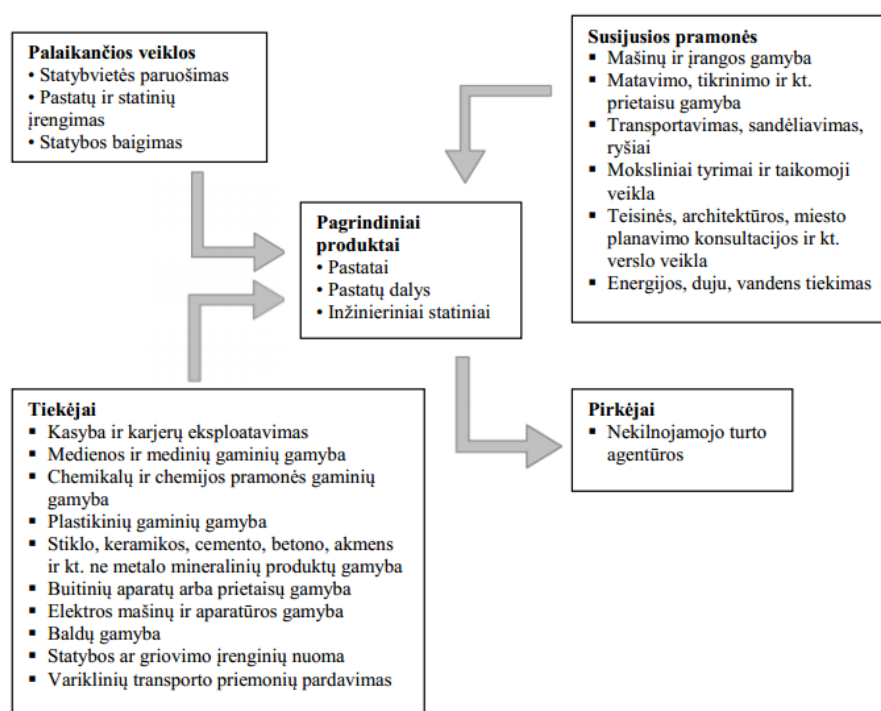 Palaikančios veiklos
• Statybvietės paruošimas
• Pastatų ir statinių
įrengimas
• Statybos baigimas
Susijusios pramonės
▪ Mašinų ir įrangos gamyba
▪ Matavimo, tikrinimo ir kt.
prietaisu gamyba
▪ Transportavimas, sandėliavimas,
ryšiai
▪ Moksliniai tyrimai ir taikomoji
veikla
▪ Teisinės, architektūros, miesto
planavimo konsultacijos ir kt.
verslo veikla
▪ Energijos, duju, vandens tiekimas
Pagrindiniai
produktai
• Pastatai
• Pastatų dalys
• Inžinieriniai statiniai
Tiekėjai
▪ Kasyba ir karjerų eksploatavimas
▪ Medienos ir medinių gaminių gamyba
▪ Chemikalų ir chemijos pramonės gaminių
gamyba
▪ Plastikinių gaminių gamyba
▪ Stiklo, keramikos, cemento, betono, akmens
ir kt. ne metalo mineralinių produktų gamyba
▪ Buitinių aparatų arba prietaisų gamyba
▪ Elektros mašinų ir aparatūros gamyba
▪ Baldų gamyba
▪ Statybos ar griovimo įrenginių nuoma
▪ Variklinių transporto priemonių pardavimas
Pirkėjai
▪ Nekilnojamojo turto
agentūros